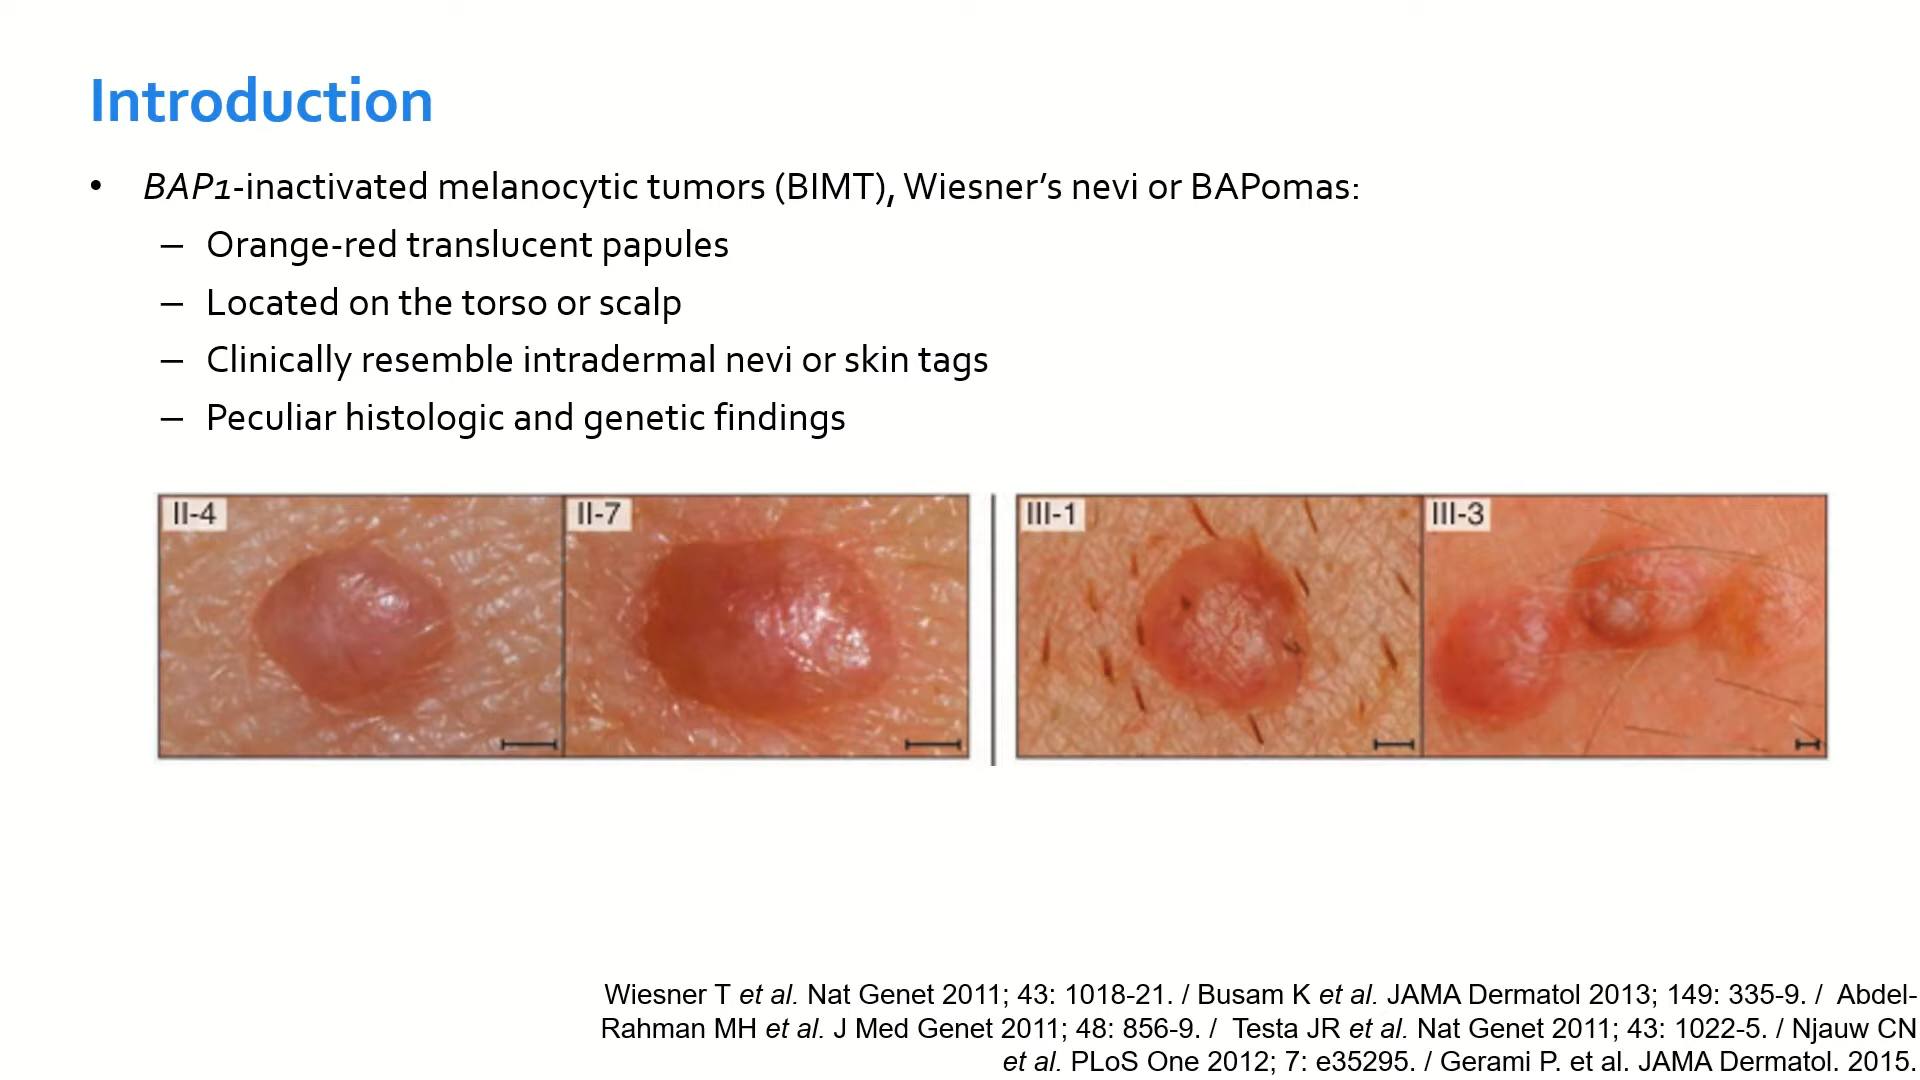 Introduction
• BAP1-inactivated melanocytic tumors (BIMT), Wiesner’s nevi or BAPomas:
– Orange-red translucent papules
– Located on the torso or scalp
– Clinically resemble intradermal nevi or skin tags
– Peculiar histologic and genetic findings
II-4 II-7 III-1 III-3
Wiesner T et al. Nat Genet 2011; 43: 1018-21. / Busam K et al. JAMA Dermatol 2013; 149: 335-9. / Abdel-
Rahman MH et al. J Med Genet 2011; 48: 856-9. / Testa JR et al. Nat Genet 2011; 43: 1022-5. / Njauw CN
et al. PLoS One 2012; 7: e35295. / Gerami P. et al. JAMA Dermatol. 2015.